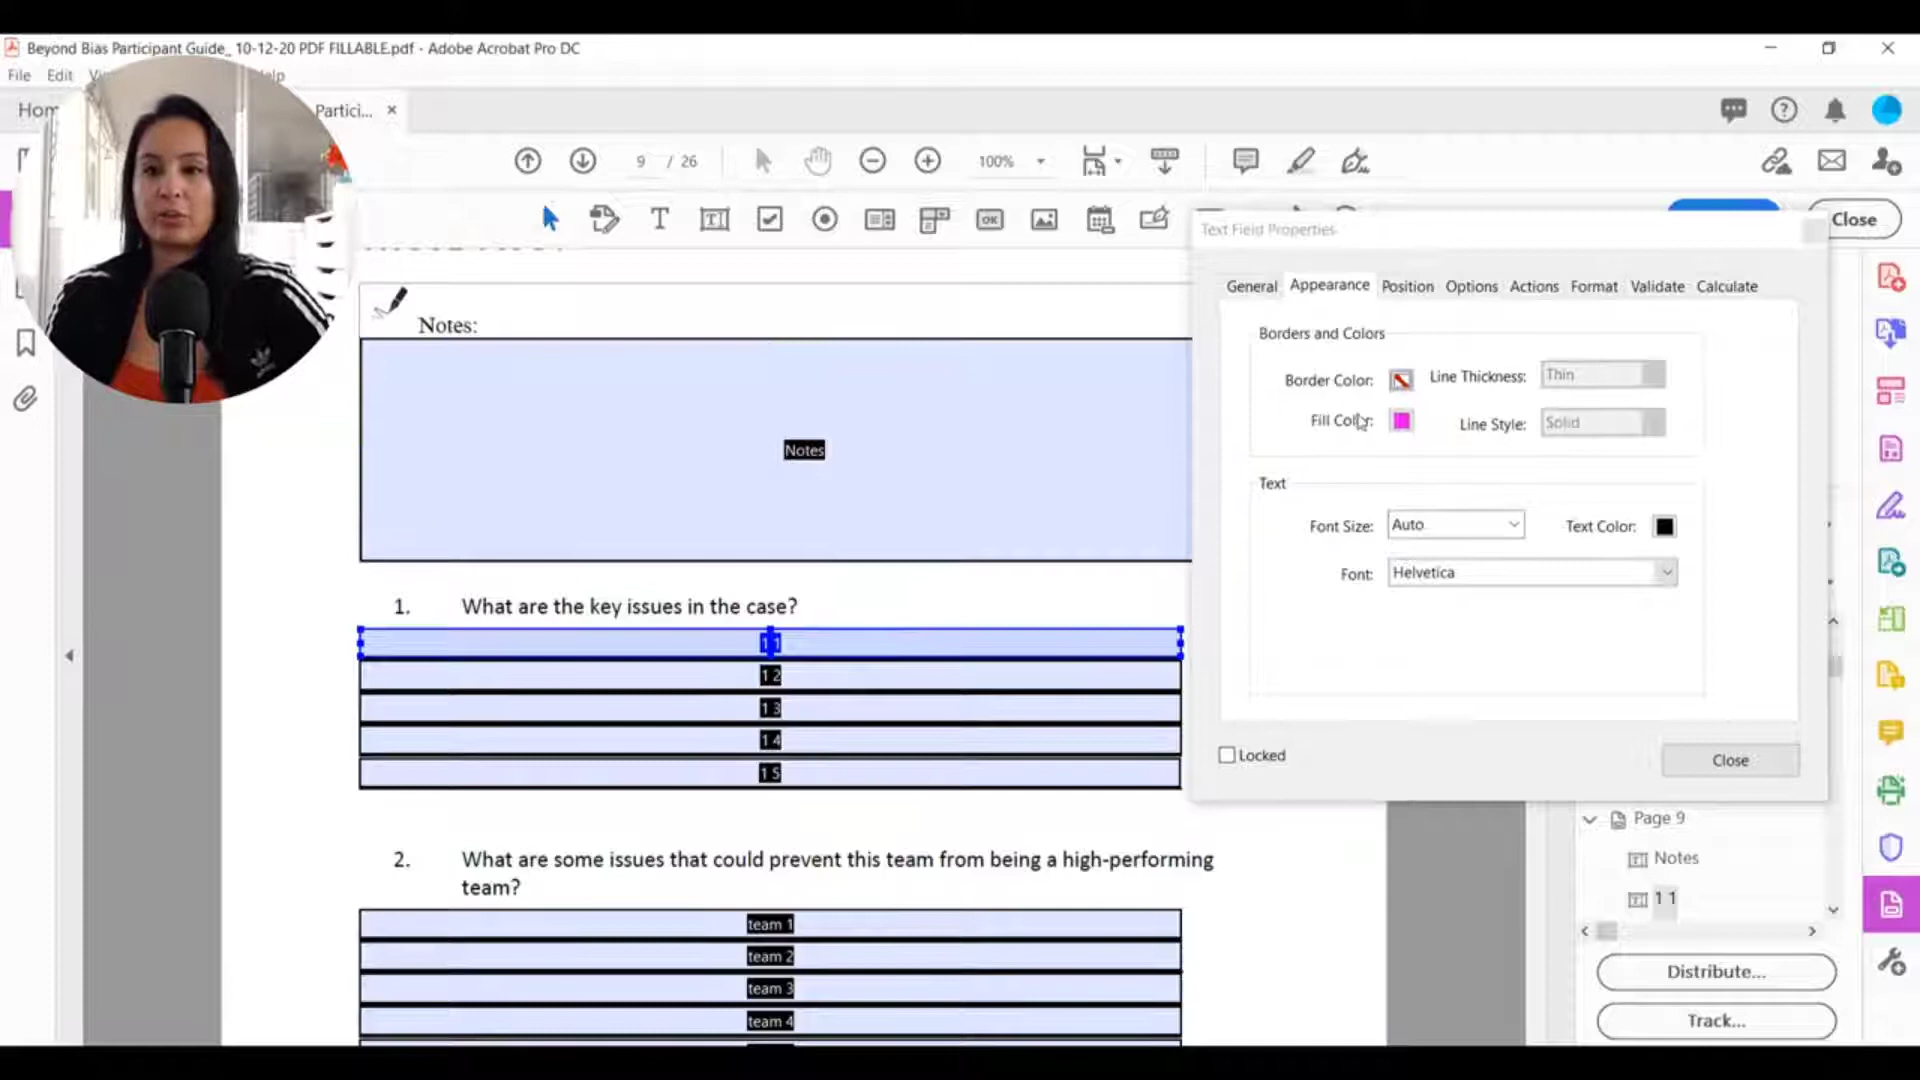 Beyond Bias Participant Guide_ 10-12-20 PDF FILLABLE.pdf - Adobe Acrobat Pro DC
File Edit
Partici...
9 / 26
100%
T
OK
Close
Text Field Properties
General Appearance Position Options Actions Format Validate Calculate
Borders and Colors
Border Color: Line Thickness: Thin
Fill Color: Line Style: Solid
Text
Font Size: Auto Text Color:
Font: Helvetica
Locked
Close
Notes:
Notes
1. What are the key issues in the case?
1 1
1 2
1 3
1 4
1 5
2. What are some issues that could prevent this team from being a high-performing
team?
team 1
team 2
team 3
team 4
Page 9
Notes
1 1
Distribute...
Track...